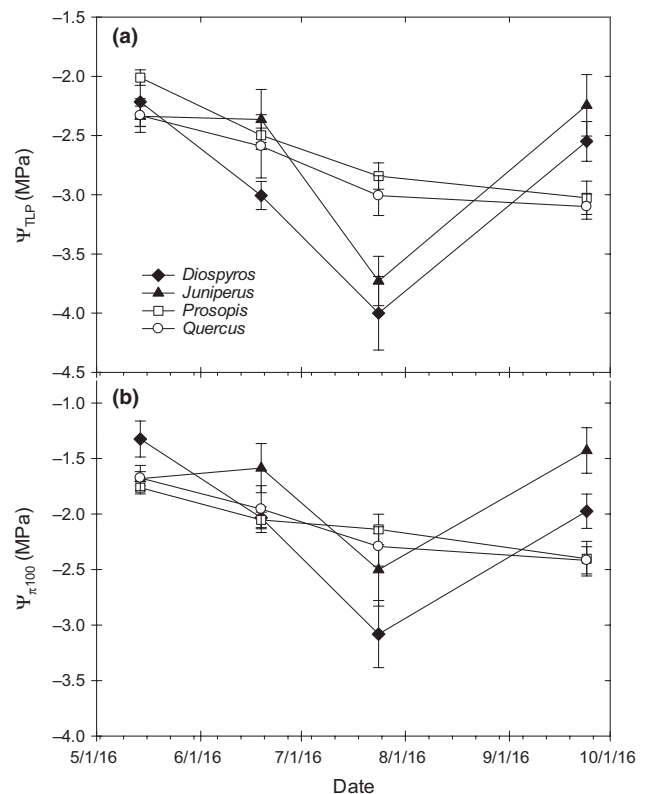 (a)
−1.5
−2.0
−2.5
−3.0
−3.5
−4.0
−4.5
Ψ_TLP (MPa)
Diospyros
Juniperus
Prosopis
Quercus
(b)
−1.0
−1.5
−2.0
−2.5
−3.0
−3.5
−4.0
Ψ_π100 (MPa)
5/1/16 6/1/16 7/1/16 8/1/16 9/1/16 10/1/16
Date